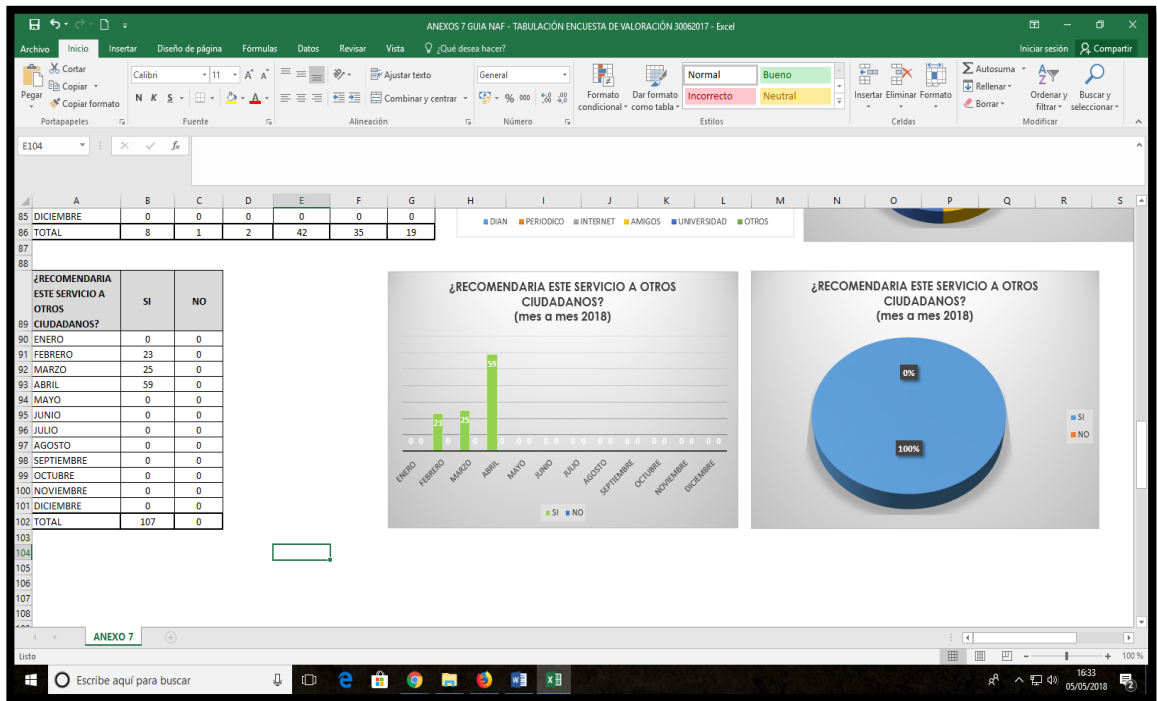 ANEXOS 7 GUIA NAF - TABULACIÓN ENCUESTA DE VALORACIÓN 30062017 - Excel
Archivo Inicio Insertar Diseño de página Fórmulas Datos Revisar Vista ¿Qué desea hacer? Iniciar sesión Compartir
Pegar
Cortar
Copiar
Copiar formato
Portapapeles
Calibri 11 A A
N K S A
Fuente
Ajustar texto
Combinar y centrar
Alineación
General
% 000
Número
Formato condicional
Dar formato como tabla
Normal Bueno
Incorrecto Neutral
Estilos
Insertar Eliminar Formato
Celdas
Autosuma
Rellenar
Borrar
Ordenar y filtrar
Buscar y seleccionar
Modificar
E104 fx
A B C D E F G H I J K L M N O P Q R S
85 DICIEMBRE 0 0 0 0 0 0
86 TOTAL 8 1 2 42 35 19
DIAN PERIODICO INTERNET AMIGOS UNIVERSIDAD OTROS
87
88
¿RECOMENDARIA
ESTE SERVICIO A
OTROS
89 CIUDADANOS? SI NO
90 ENERO 0 0
91 FEBRERO 23 0
92 MARZO 25 0
93 ABRIL 59 0
94 MAYO 0 0
95 JUNIO 0 0
96 JULIO 0 0
97 AGOSTO 0 0
98 SEPTIEMBRE 0 0
99 OCTUBRE 0 0
100 NOVIEMBRE 0 0
101 DICIEMBRE 0 0
102 TOTAL 107 0
103
104
105
106
107
108
¿RECOMENDARIA ESTE SERVICIO A OTROS
CIUDADANOS?
(mes a mes 2018)
59
23 25
0 0 0 0 0 0 0 0 0 0 0 0 0 0 0 0 0 0 0 0 0
ENERO FEBRERO MARZO ABRIL MAYO JUNIO JULIO AGOSTO SEPTIEMBRE OCTUBRE NOVIEMBRE DICIEMBRE
SI NO
¿RECOMENDARIA ESTE SERVICIO A OTROS
CIUDADANOS?
(mes a mes 2018)
0%
100%
SI
NO
ANEXO 7
Listo 100 %
Escribe aquí para buscar
16:33
05/05/2018
2